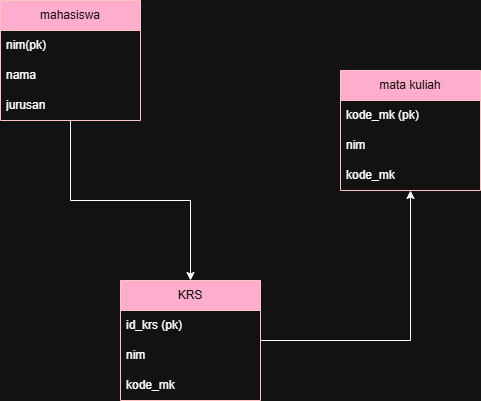 mahasiswa
nim(pk)
nama
jurusan
mata kuliah
kode_mk (pk)
nim
kode_mk
KRS
id_krs (pk)
nim
kode_mk